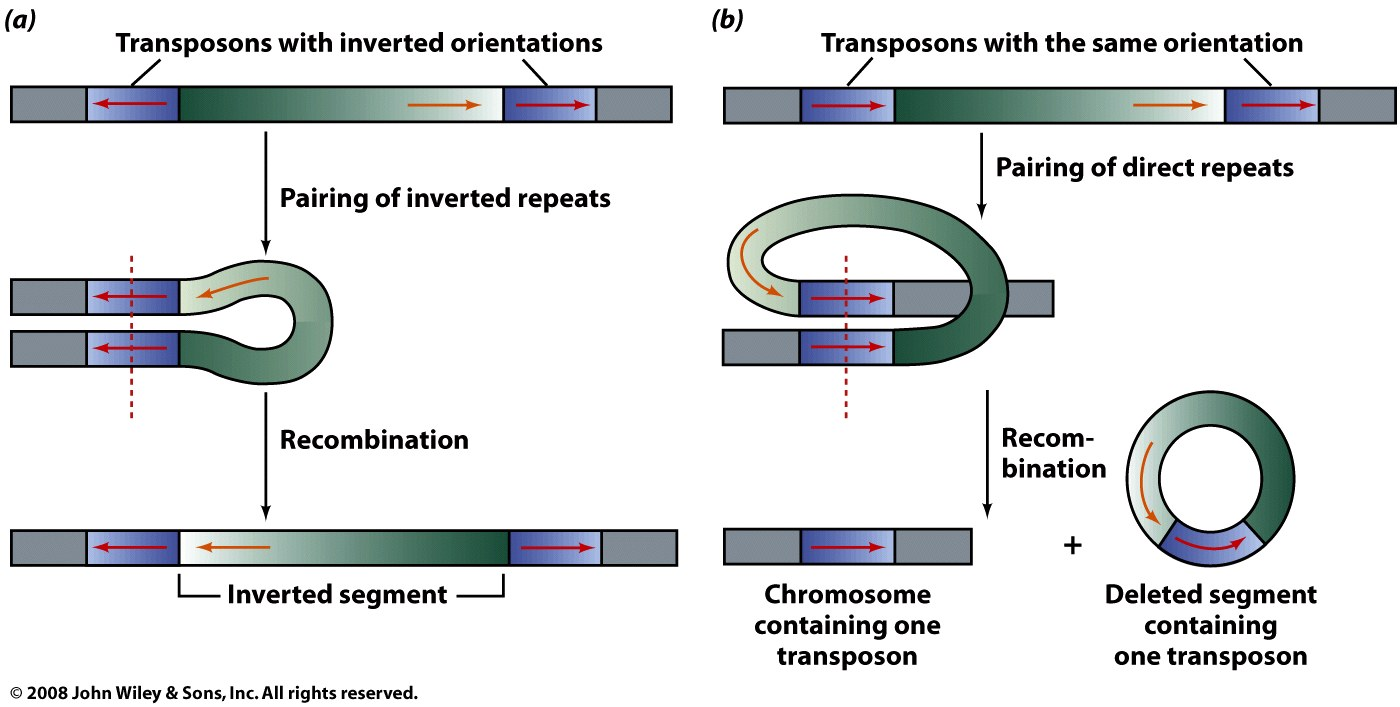 (a)
Transposons with inverted orientations
Pairing of inverted repeats
Recombination
Inverted segment
(b)
Transposons with the same orientation
Pairing of direct repeats
Recom-
bination
+
Chromosome
containing one
transposon
Deleted segment
containing
one transposon
© 2008 John Wiley & Sons, Inc. All rights reserved.